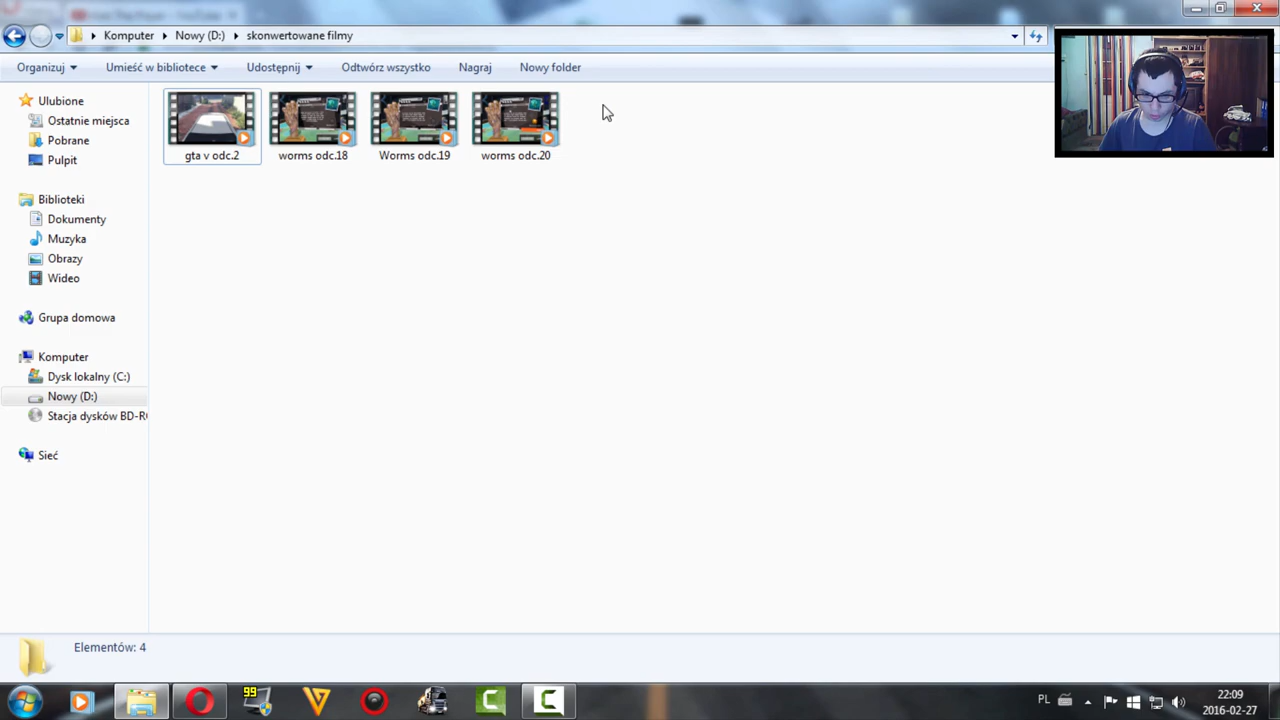 Komputer Nowy (D:) skonwertowane filmy
Organizuj Umieść w bibliotece Udostępnij Odtwórz wszystko Nagraj Nowy folder
Ulubione
Ostatnie miejsca
Pobrane
Pulpit
Biblioteki
Dokumenty
Muzyka
Obrazy
Wideo
Grupa domowa
Komputer
Dysk lokalny (C:)
Nowy (D:)
Stacja dysków BD-R
Sieć
gta v odc.2 worms odc.18 Worms odc.19 worms odc.20
Elementów: 4
99
PL
22:09
2016-02-27